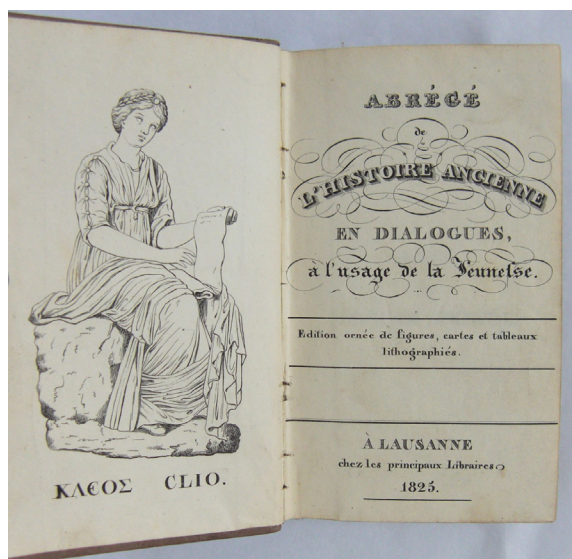 ΚΛЄΟΣ CLIO.
ABRÉGÉ
de
L'HISTOIRE ANCIENNE
EN DIALOGUES,
à l'usage de la Jeuneſse.
Edition ornée de figures, cartes et tableaux
lithographiés.
À LAUSANNE
chez les principaux Libraires
1825.